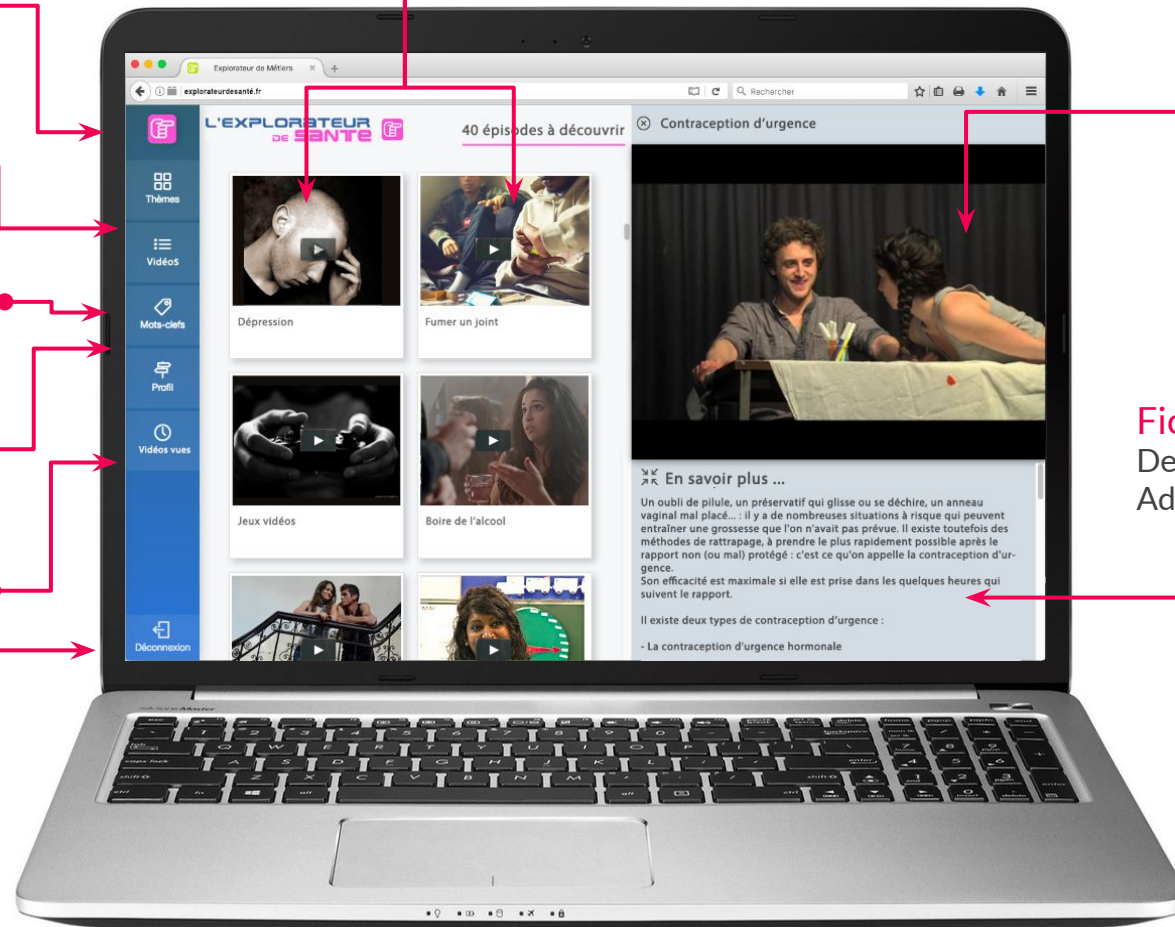 Explorateur de Métiers
explorateurdesanté.fr
Rechercher
L'EXPLORATEUR
DE SANTE
40 épisodes à découvrir
Contraception d'urgence
Thèmes
Vidéos
Mots-clefs
Profil
Vidéos vues
Déconnexion
Dépression
Fumer un joint
Jeux vidéos
Boire de l'alcool
En savoir plus ...
Un oubli de pilule, un préservatif qui glisse ou se déchire, un anneau
vaginal mal placé... : il y a de nombreuses situations à risque qui peuvent
entraîner une grossesse que l'on n'avait pas prévue. Il existe toutefois des
méthodes de rattrapage, à prendre le plus rapidement possible après le
rapport non (ou mal) protégé : c'est ce qu'on appelle la contraception d'ur-
gence.
Son efficacité est maximale si elle est prise dans les quelques heures qui
suivent le rapport.
Il existe deux types de contraception d'urgence :
- La contraception d'urgence hormonale
Fic
De
Ad